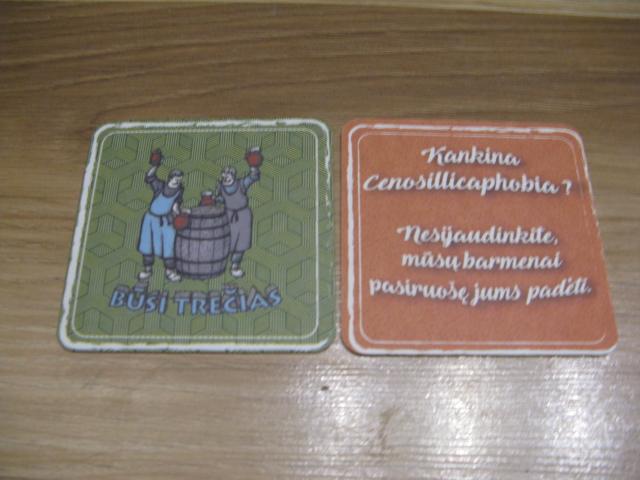 BŪSI TREČIAS
Kankina
Cenosillicaphobia?
Nesijaudinkite,
mūsų barmenai
pasiruošę jums padėti.